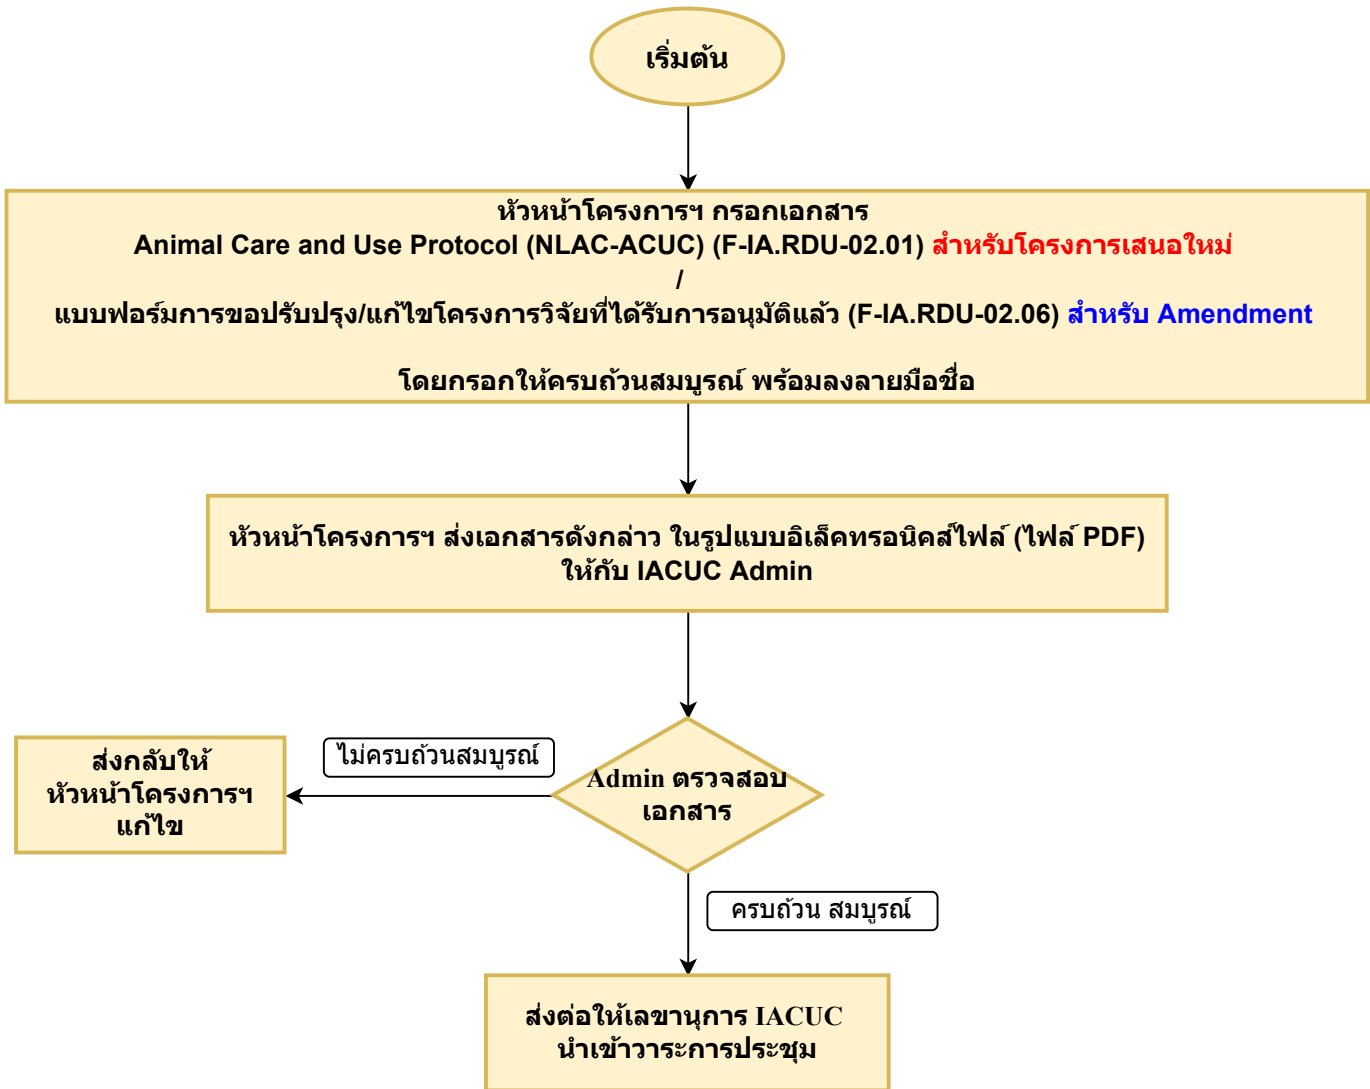 เริ่มต้น
หัวหน้าโครงการฯ กรอกเอกสาร
Animal Care and Use Protocol (NLAC-ACUC) (F-IA.RDU-02.01) สำหรับโครงการเสนอใหม่
/
แบบฟอร์มการขอปรับปรุง/แก้ไขโครงการวิจัยที่ได้รับการอนุมัติแล้ว (F-IA.RDU-02.06) สำหรับ Amendment
โดยกรอกให้ครบถ้วนสมบูรณ์ พร้อมลงลายมือชื่อ
หัวหน้าโครงการฯ ส่งเอกสารดังกล่าว ในรูปแบบอิเล็คทรอนิคส์ไฟล์ (ไฟล์ PDF)
ให้กับ IACUC Admin
Admin ตรวจสอบ
เอกสาร
ไม่ครบถ้วนสมบูรณ์
ส่งกลับให้
หัวหน้าโครงการฯ
แก้ไข
ครบถ้วน สมบูรณ์
ส่งต่อให้เลขานุการ IACUC
นำเข้าวาระการประชุม